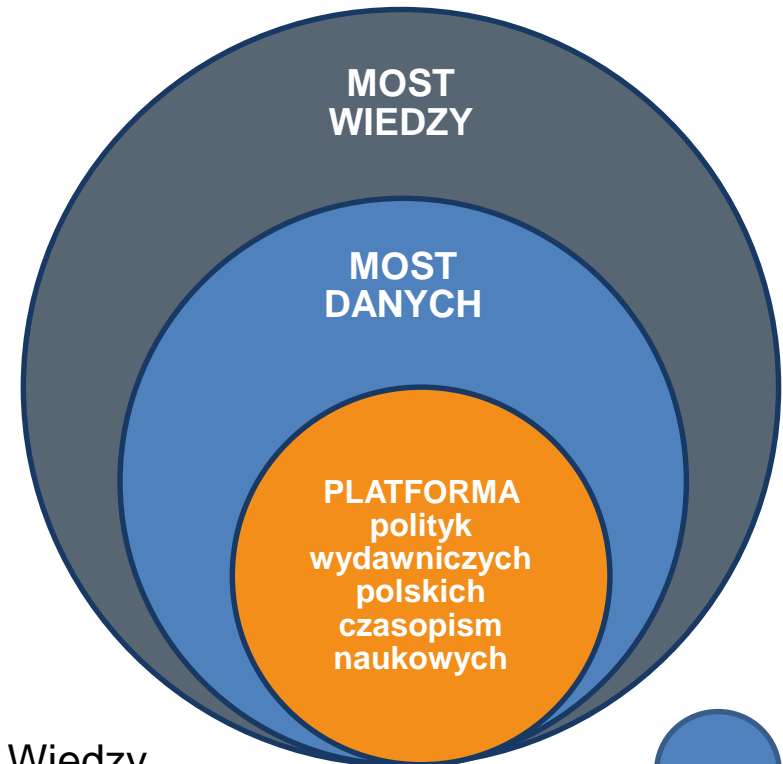 MOST
WIEDZY
MOST
DANYCH
PLATFORMA
polityk
wydawniczych
polskich
czasopism
naukowych
Wiedzy